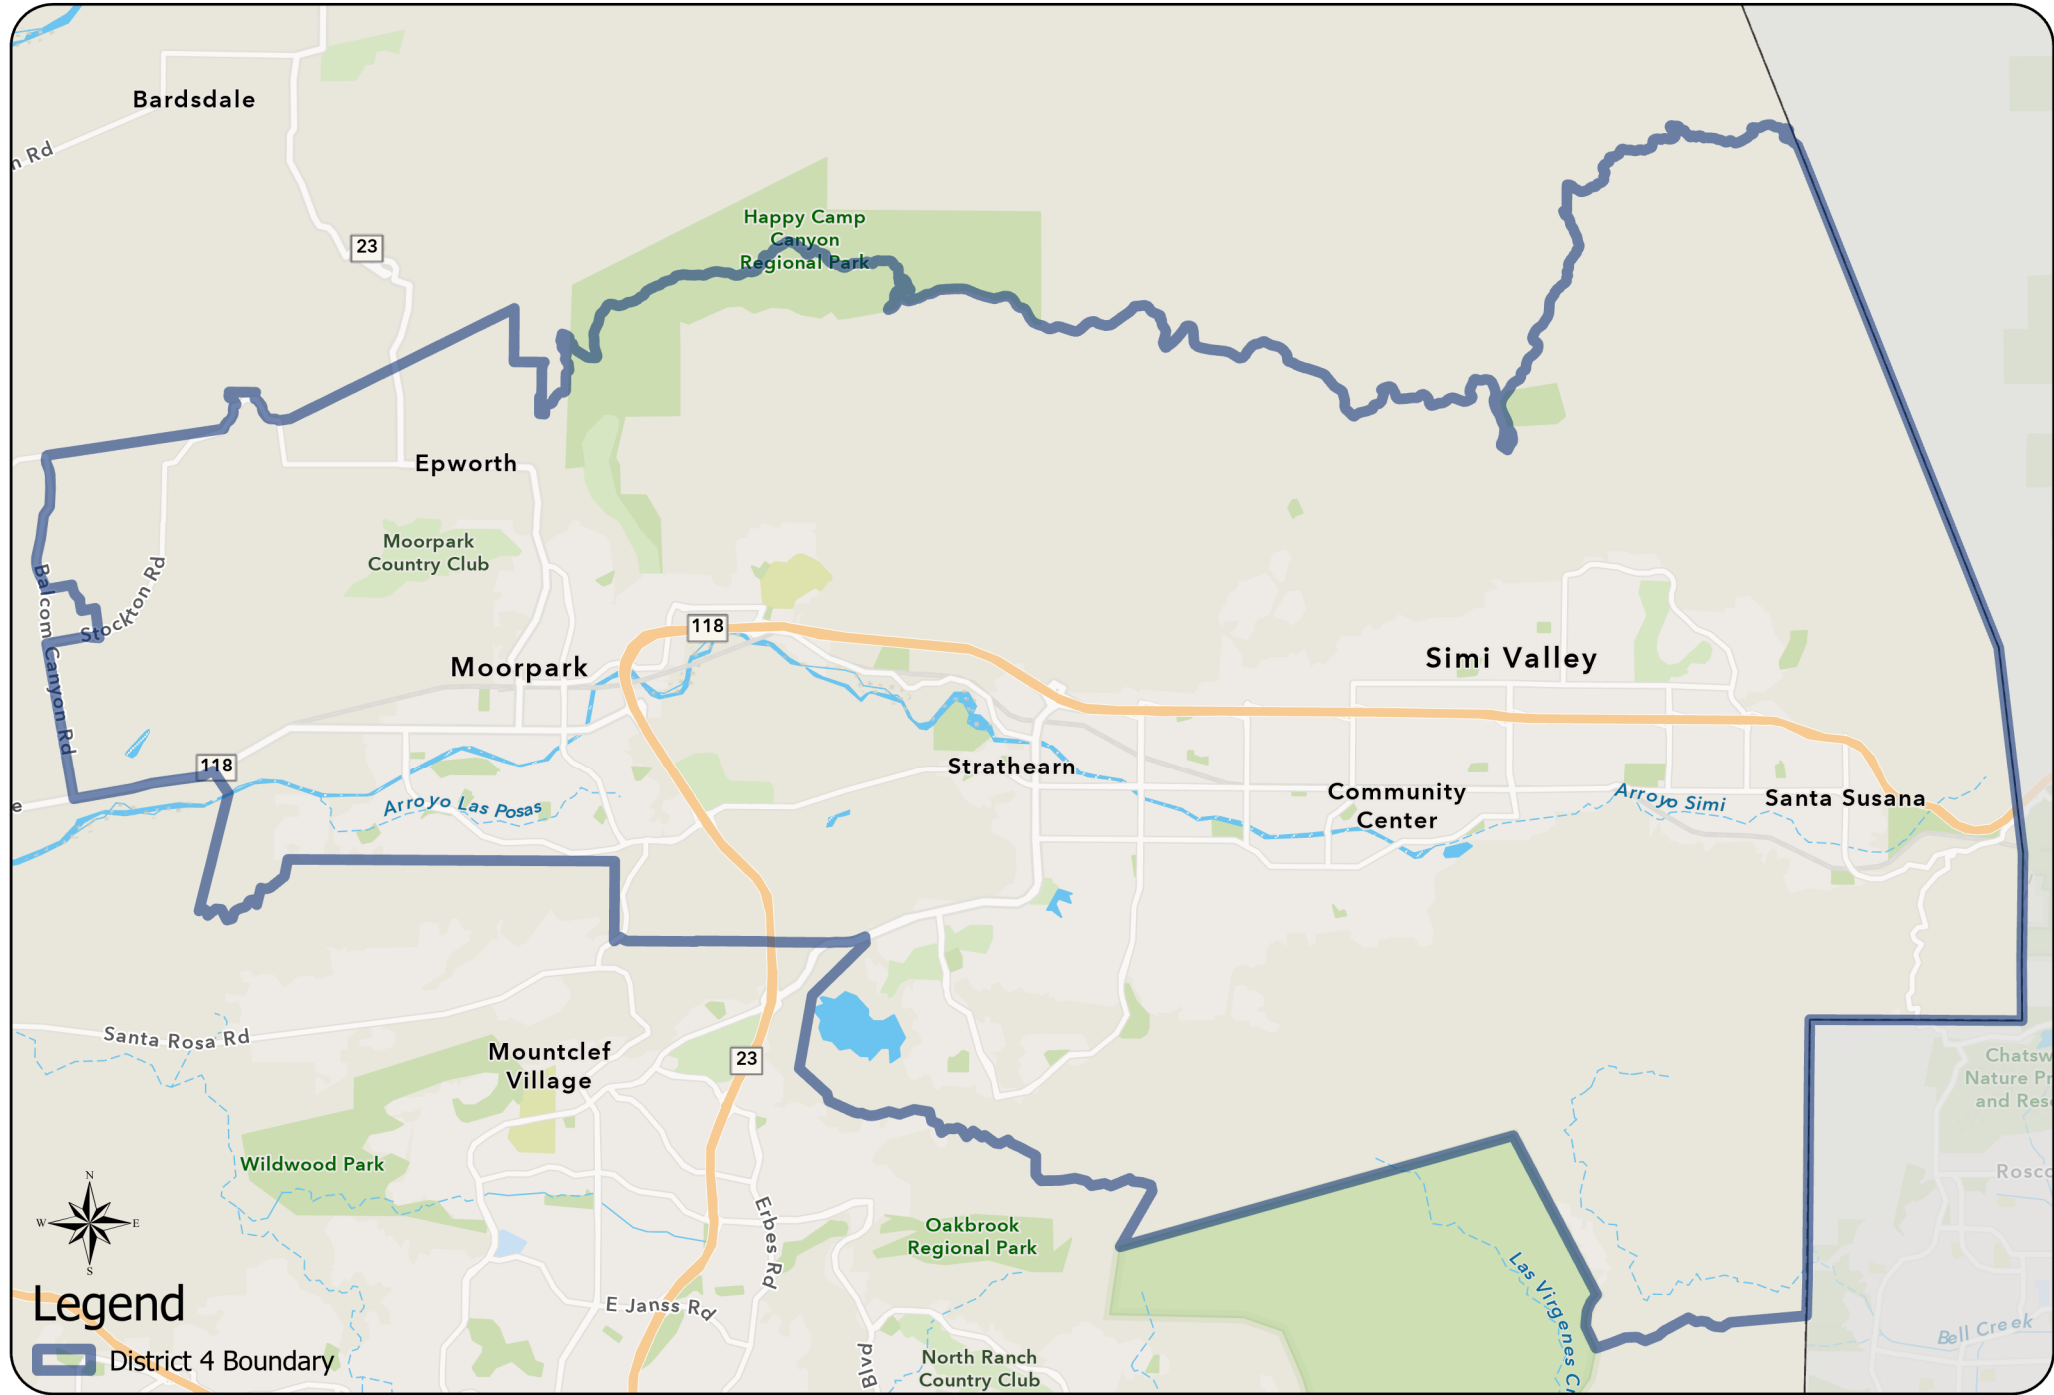 Bardsdale
n Rd
23
Happy Camp
Canyon
Regional Park
Epworth
Moorpark
Country Club
Balcom Canyon Rd
Stockton Rd
118
Moorpark
Simi Valley
118
Strathearn
Community
Center
Arroyo Simi
Santa Susana
e
Arroyo Las Posas
Santa Rosa Rd
Mountclef
Village
23
Chatsw
Nature Pr
and Rese
Wildwood Park
Rosco
N
W
E
S
Erbes Rd
Oakbrook
Regional Park
Las Virgenes Cr
E Janss Rd
Bell Creek
Blvd
North Ranch
Country Club
Legend
District 4 Boundary